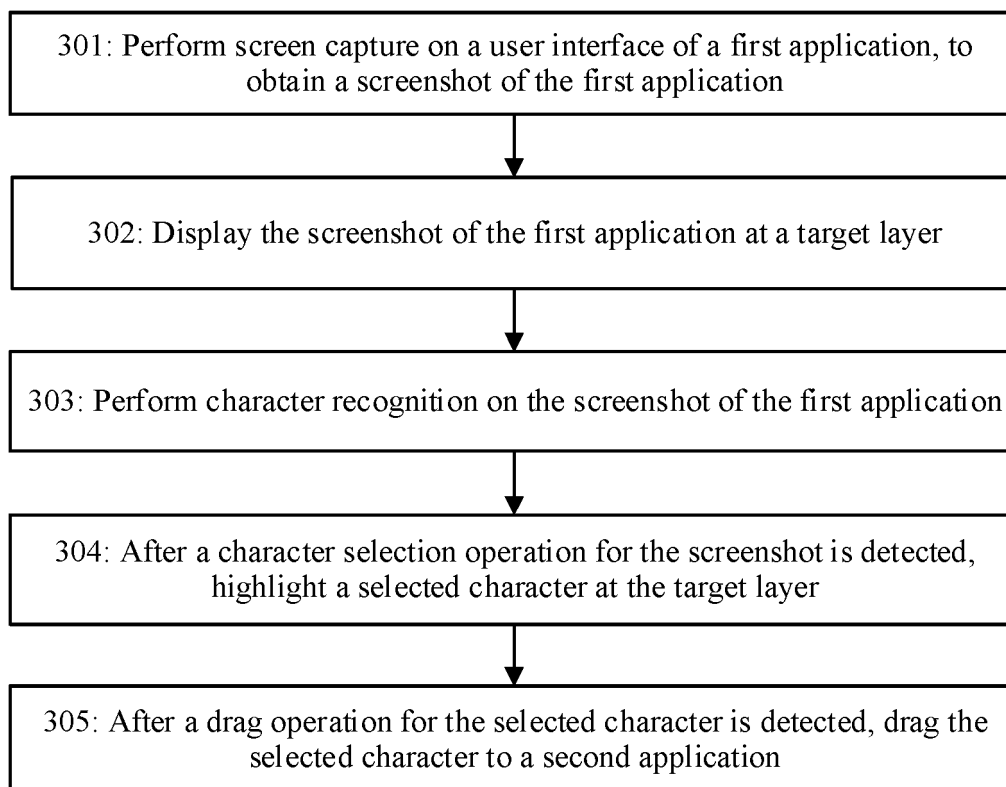 301: Perform screen capture on a user interface of a first application, to
obtain a screenshot of the first application
302: Display the screenshot of the first application at a target layer
303: Perform character recognition on the screenshot of the first application
304: After a character selection operation for the screenshot is detected,
highlight a selected character at the target layer
305: After a drag operation for the selected character is detected, drag the
selected character to a second application